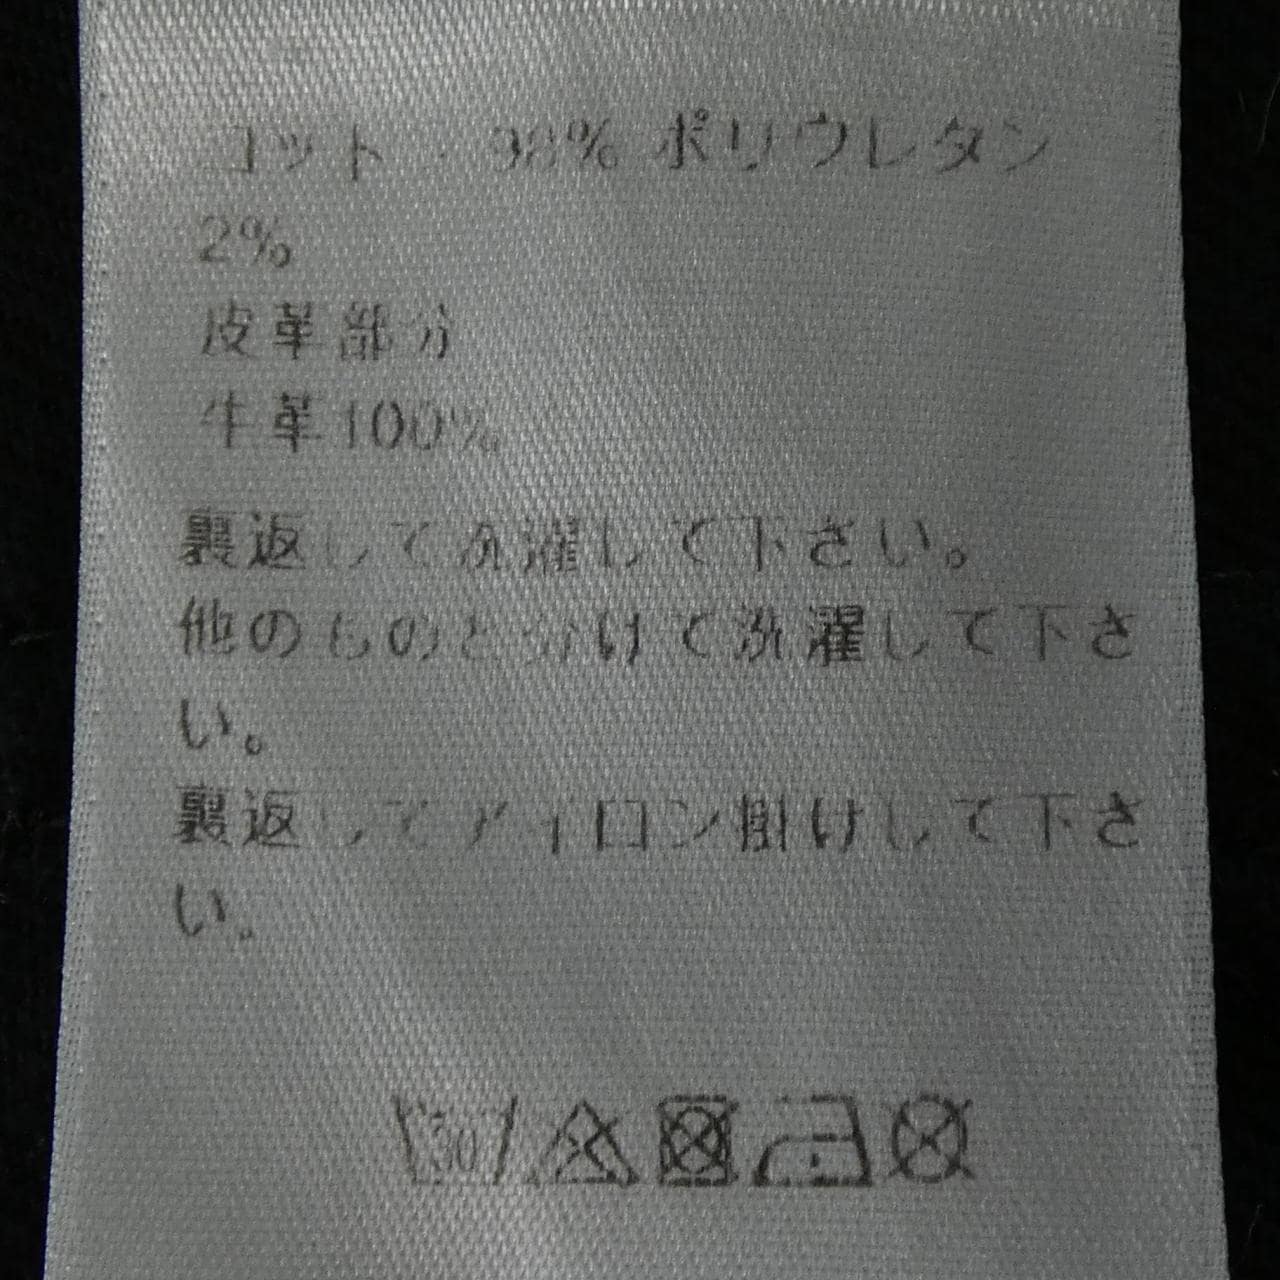 コットン 98% ポリウレタン
2%
皮革部分
牛革100%
裏返して洗濯して下さい。
他のものと分けて洗濯して下さ
い。
裏返してアイロン掛けして下さ
い。
30